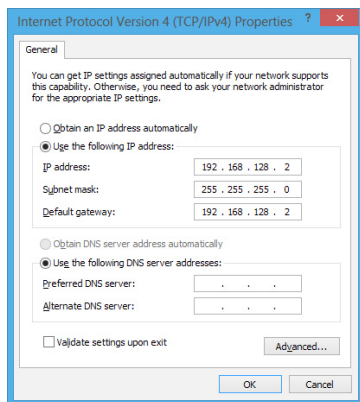 Internet Protocol Version 4 (TCP/IPv4) Properties ? ×
General
You can get IP settings assigned automatically if your network supports
this capability. Otherwise, you need to ask your network administrator
for the appropriate IP settings.
Obtain an IP address automatically
Use the following IP address:
IP address: 192 . 168 . 128 . 2
Subnet mask: 255 . 255 . 255 . 0
Default gateway: 192 . 168 . 128 . 2
Obtain DNS server address automatically
Use the following DNS server addresses:
Preferred DNS server: . . .
Alternate DNS server: . . .
Validate settings upon exit
Advanced...
OK Cancel